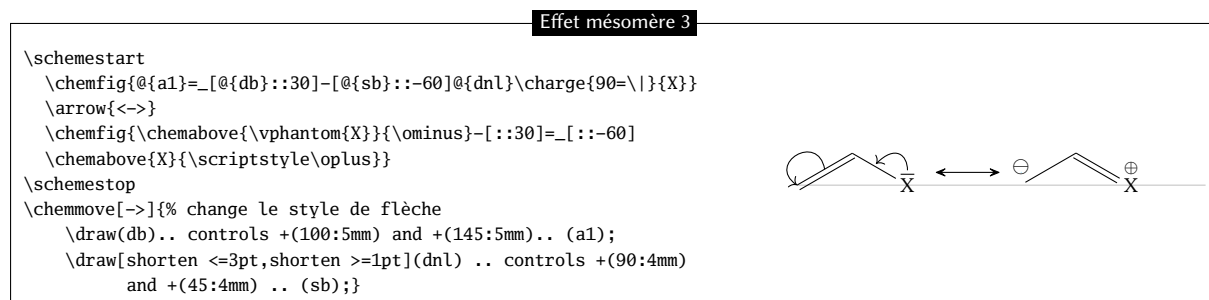 Effet mésomère 3
\schemestart
  \chemfig{@{a1}=_[@{db}::30]-[@{sb}::-60]@{dnl}\charge{90=\|}{X}}
  \arrow{<->}
  \chemfig{\chemabove{\vphantom{X}}{\ominus}-[::30]=_[::-60]
  \chemabove{X}{\scriptstyle\oplus}}
\schemestop
\chemmove[->]{% change le style de flèche
    \draw(db).. controls +(100:5mm) and +(145:5mm).. (a1);
    \draw[shorten <=3pt,shorten >=1pt](dnl) .. controls +(90:4mm)
          and +(45:4mm) .. (sb);}
⊖ ⊕
X X